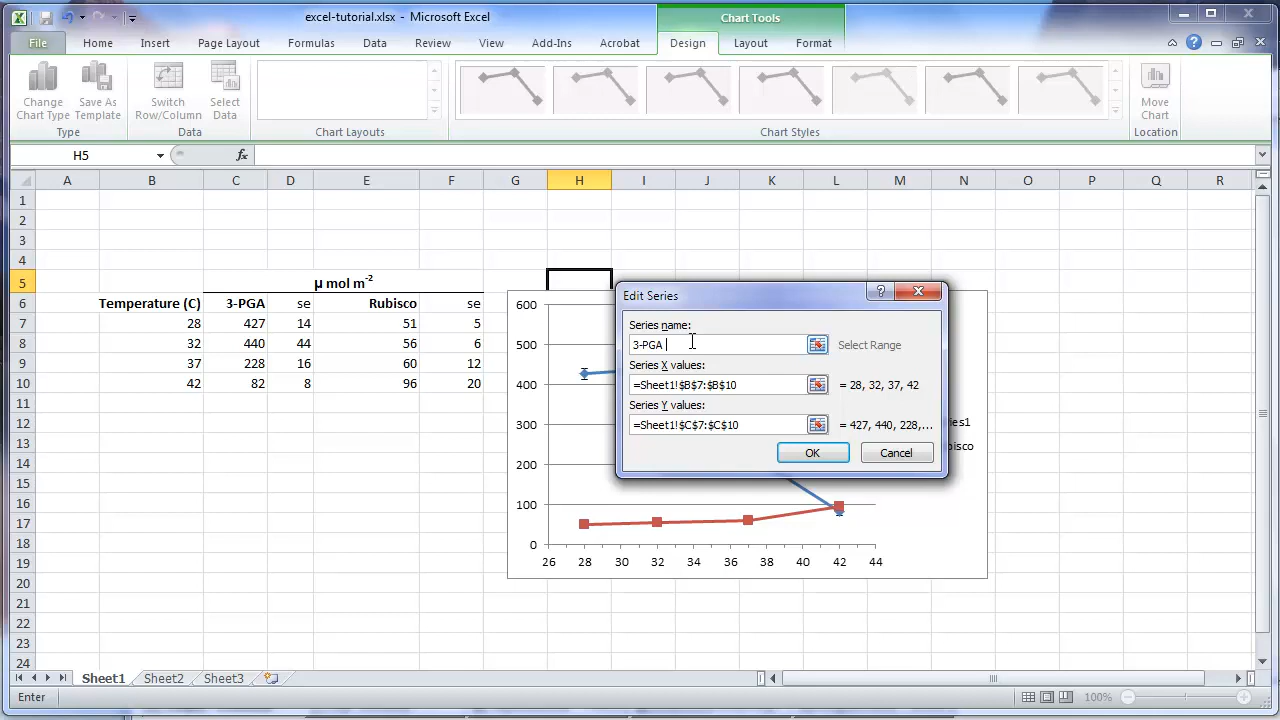 excel-tutorial.xlsx - Microsoft Excel
Chart Tools
File Home Insert Page Layout Formulas Data Review View Add-Ins Acrobat Design Layout Format
Change Chart Type
Save As Template
Switch Row/Column
Select Data
Move Chart
Type Data Chart Layouts Chart Styles Location
H5 fx
A B C D E F G H I J K L M N O P Q R
1
2
3
4
5 μ mol m-2
6 Temperature (C) 3-PGA se Rubisco se
7 28 427 14 51 5
8 32 440 44 56 6
9 37 228 16 60 12
10 42 82 8 96 20
11
12
13
14
15
16
17
18
19
20
21
22
23
24
600
500
400
300
200
100
0
26 28 30 32 34 36 38 40 42 44
Edit Series
Series name:
3-PGA Select Range
Series X values:
=Sheet1!$B$7:$B$10 = 28, 32, 37, 42
Series Y values:
=Sheet1!$C$7:$C$10 = 427, 440, 228,...
OK Cancel
Sheet1 Sheet2 Sheet3
Enter 100%